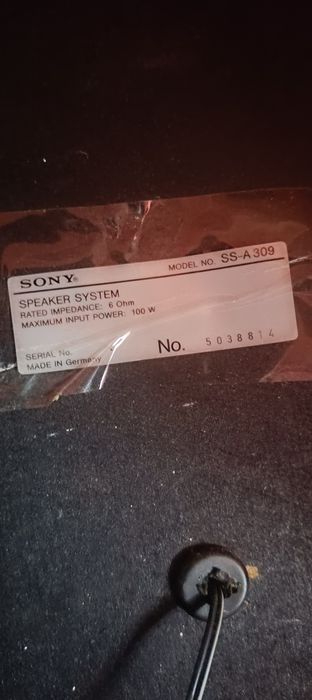 SONY®
MODEL NO. SS-A309
SPEAKER SYSTEM
RATED IMPEDANCE: 6 Ohm
MAXIMUM INPUT POWER: 100 W
SERIAL No.
No. 5038814
MADE IN Germany